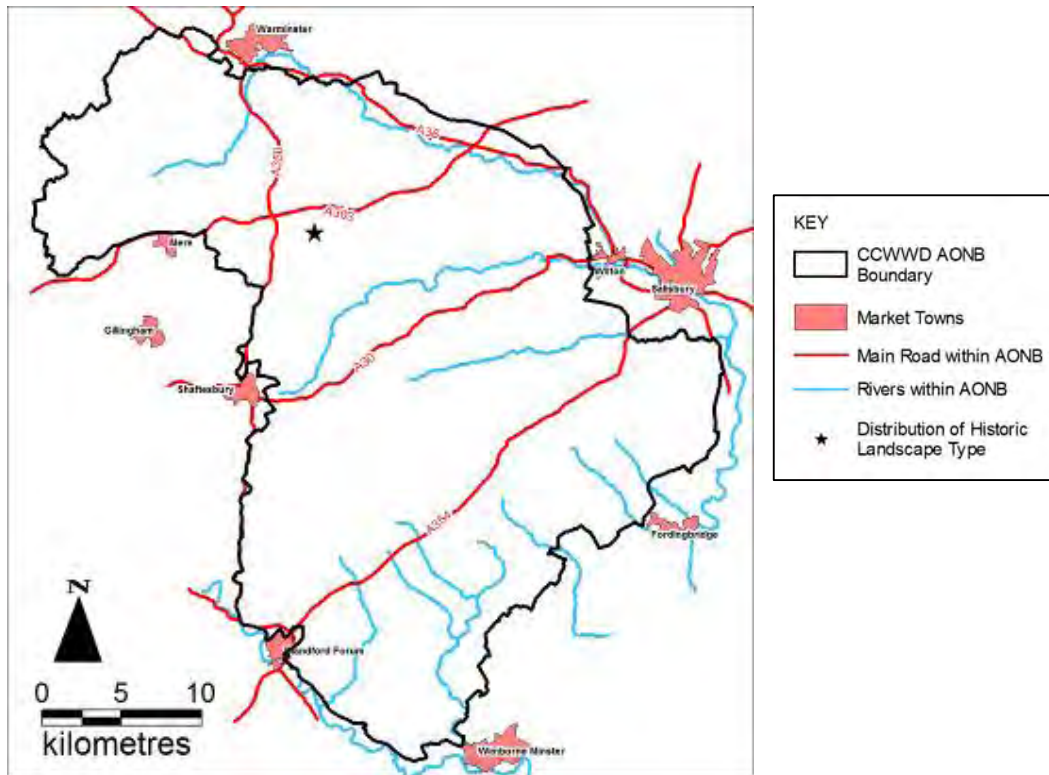 Warminster
A36
A350
A303
Mere
Wilton
Salisbury
Gillingham
A30
Shaftesbury
A354
Fordingbridge
N
Blandford Forum
0 5 10
kilometres
Wimborne Minster
KEY
CCWWD AONB
Boundary
Market Towns
Main Road within AONB
Rivers within AONB
Distribution of Historic
Landscape Type